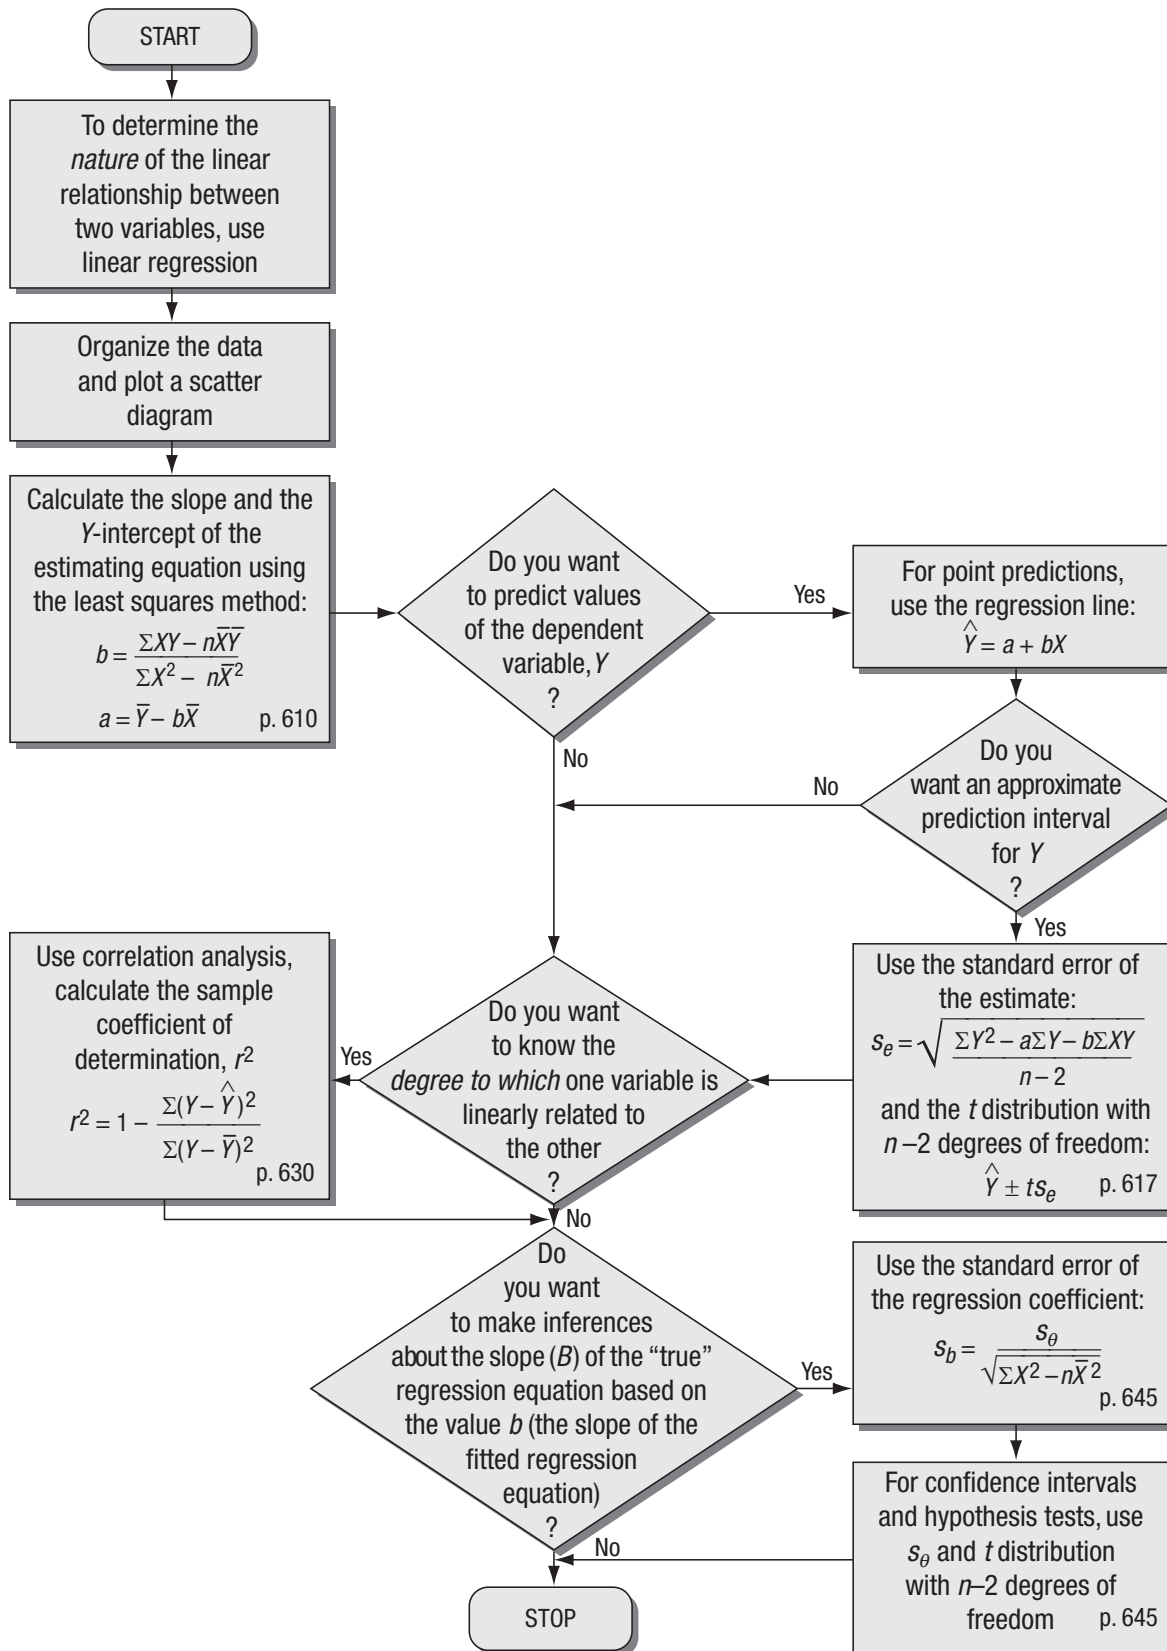 START
To determine the
nature of the linear
relationship between
two variables, use
linear regression
Organize the data
and plot a scatter
diagram
Calculate the slope and the
Y-intercept of the
estimating equation using
the least squares method:
b = ΣXY – nX̅Y̅ / ΣX² – nX̅²
a = Y̅ – bX̅ p. 610
Do you want
to predict values
of the dependent
variable, Y
?
Yes
No
For point predictions,
use the regression line:
Ŷ = a + bX
Do you
want an approximate
prediction interval
for Y
?
No
Yes
Use the standard error of
the estimate:
sₑ = √ΣY² – aΣY – bΣXY / n – 2
and the t distribution with
n –2 degrees of freedom:
Ŷ ± tsₑ p. 617
Do you want
to know the
degree to which one variable is
linearly related to
the other
?
Yes
No
Use correlation analysis,
calculate the sample
coefficient of
determination, r²
r² = 1 – Σ(Y – Ŷ)² / Σ(Y – Y̅)²
p. 630
Do
you want
to make inferences
about the slope (B) of the “true”
regression equation based on
the value b (the slope of the
fitted regression
equation)
?
Yes
No
Use the standard error of
the regression coefficient:
s_b = s_θ / √ΣX² – nX̅²
p. 645
For confidence intervals
and hypothesis tests, use
s_θ and t distribution
with n–2 degrees of
freedom p. 645
STOP